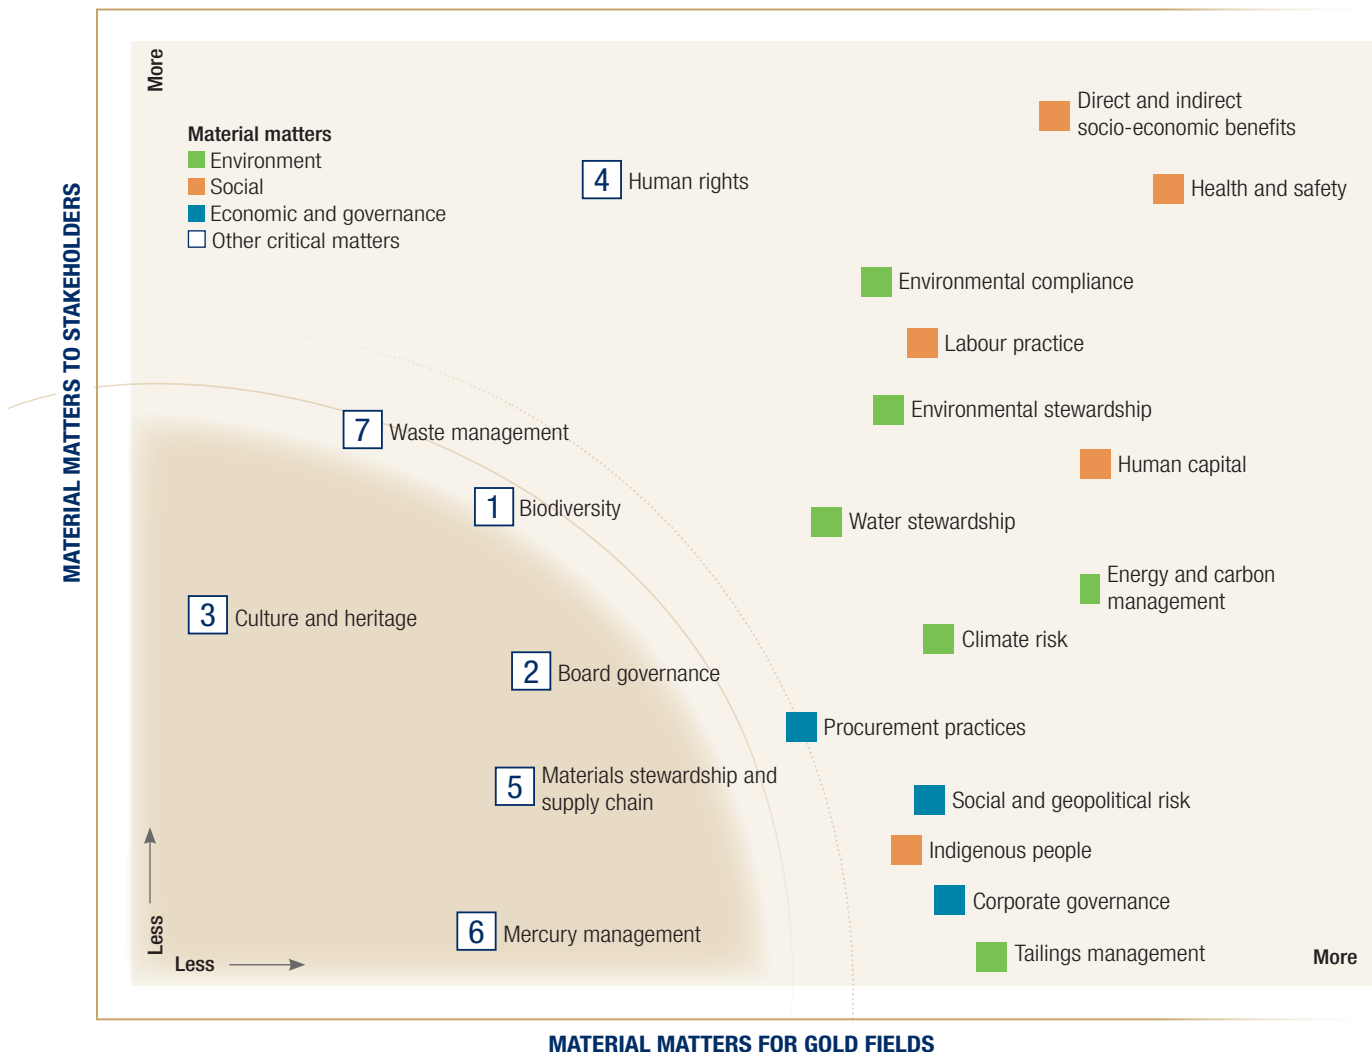 More
Material matters
Environment
Social
Economic and governance
Other critical matters
Direct and indirect
socio-economic benefits
4 Human rights
Health and safety
Environmental compliance
Labour practice
Environmental stewardship
7 Waste management
Human capital
1 Biodiversity
Water stewardship
Energy and carbon
management
3 Culture and heritage
Climate risk
2 Board governance
Procurement practices
5 Materials stewardship and
supply chain
Social and geopolitical risk
Indigenous people
Corporate governance
6 Mercury management
Tailings management
Less
Less
More
MATERIAL MATTERS TO STAKEHOLDERS
MATERIAL MATTERS FOR GOLD FIELDS